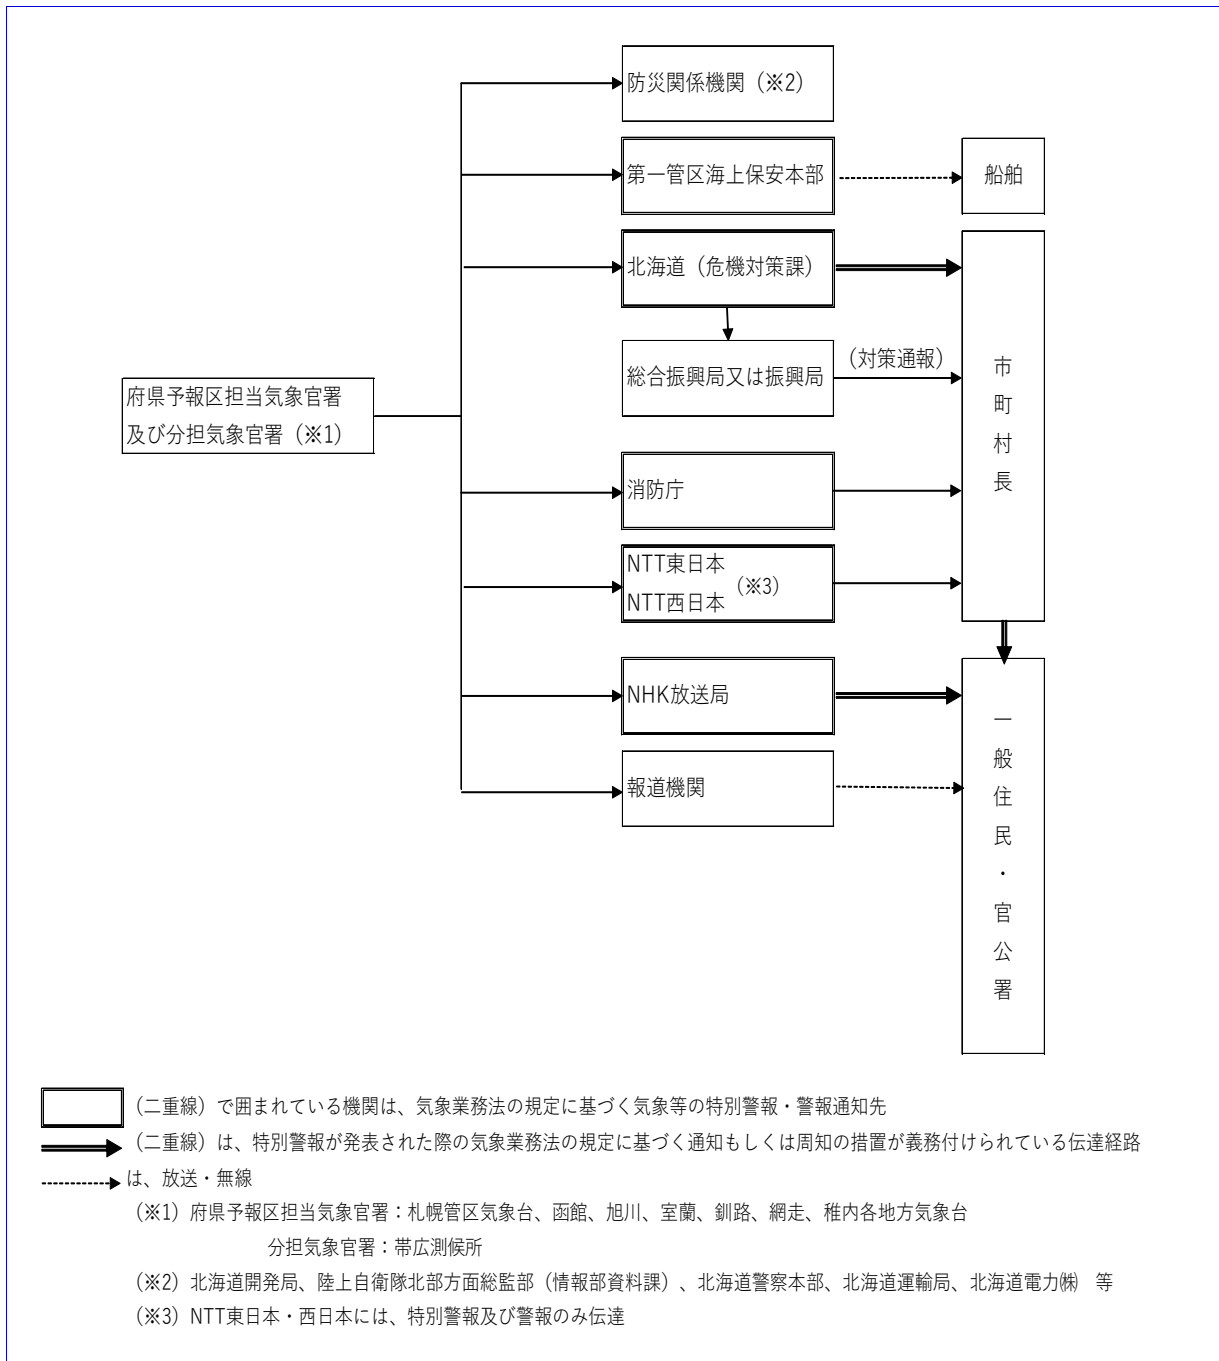 防災関係機関（※2）
第一管区海上保安本部
船舶
北海道（危機対策課）
総合振興局又は振興局
（対策通報）
市町村長
府県予報区担当気象官署
及び分担気象官署（※1）
消防庁
NTT東日本
NTT西日本
（※3）
NHK放送局
報道機関
一般住民・官公署
（二重線）で囲まれている機関は、気象業務法の規定に基づく気象等の特別警報・警報通知先
（二重線）は、特別警報が発表された際の気象業務法の規定に基づく通知もしくは周知の措置が義務付けられている伝達経路
は、放送・無線
（※1）府県予報区担当気象官署：札幌管区気象台、函館、旭川、室蘭、釧路、網走、稚内各地方気象台
分担気象官署：帯広測候所
（※2）北海道開発局、陸上自衛隊北部方面総監部（情報部資料課）、北海道警察本部、北海道運輸局、北海道電力㈱　等
（※3）NTT東日本・西日本には、特別警報及び警報のみ伝達